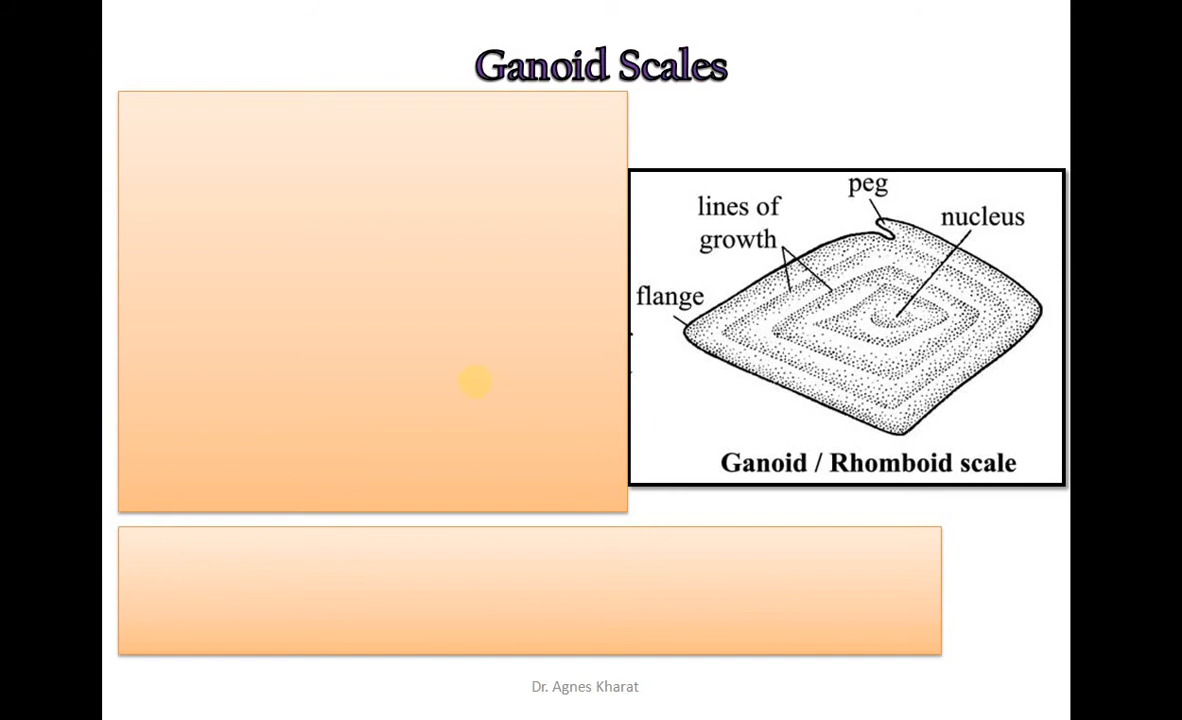 Ganoid Scales
peg
lines of
growth
nucleus
flange
Ganoid / Rhomboid scale
Dr. Agnes Kharat